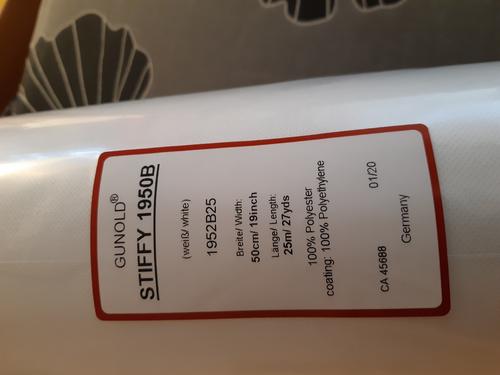 GUNOLD®
STIFFY 1950B
(weiß/ white)
1952B25
Breite/ Width:
50cm/ 19inch
Länge/ Length:
25m/ 27yds
100% Polyester
coating: 100% Polyethylene
CA 45688 01/20
Germany